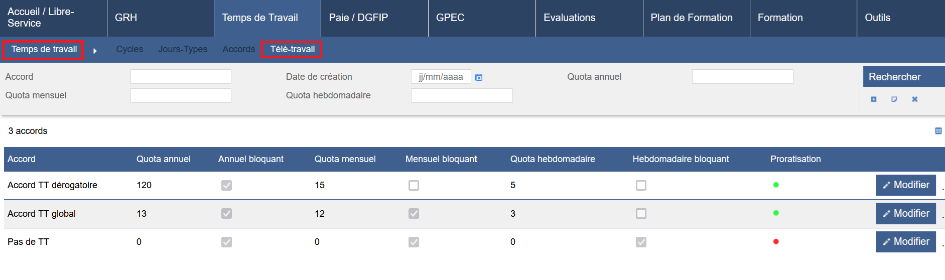 Accueil / Libre-Service GRH Temps de Travail Paie / DGFIP GPEC Evaluations Plan de Formation Formation Outils
Temps de travail Cycles Jours-Types Accords Télé-travail
Accord Date de création jj/mm/aaaa Quota annuel Rechercher
Quota mensuel Quota hebdomadaire
3 accords
Accord Quota annuel Annuel bloquant Quota mensuel Mensuel bloquant Quota hebdomadaire Hebdomadaire bloquant Proratisation
Accord TT dérogatoire 120 15 5 Modifier
Accord TT global 13 12 3 Modifier
Pas de TT 0 0 0 Modifier